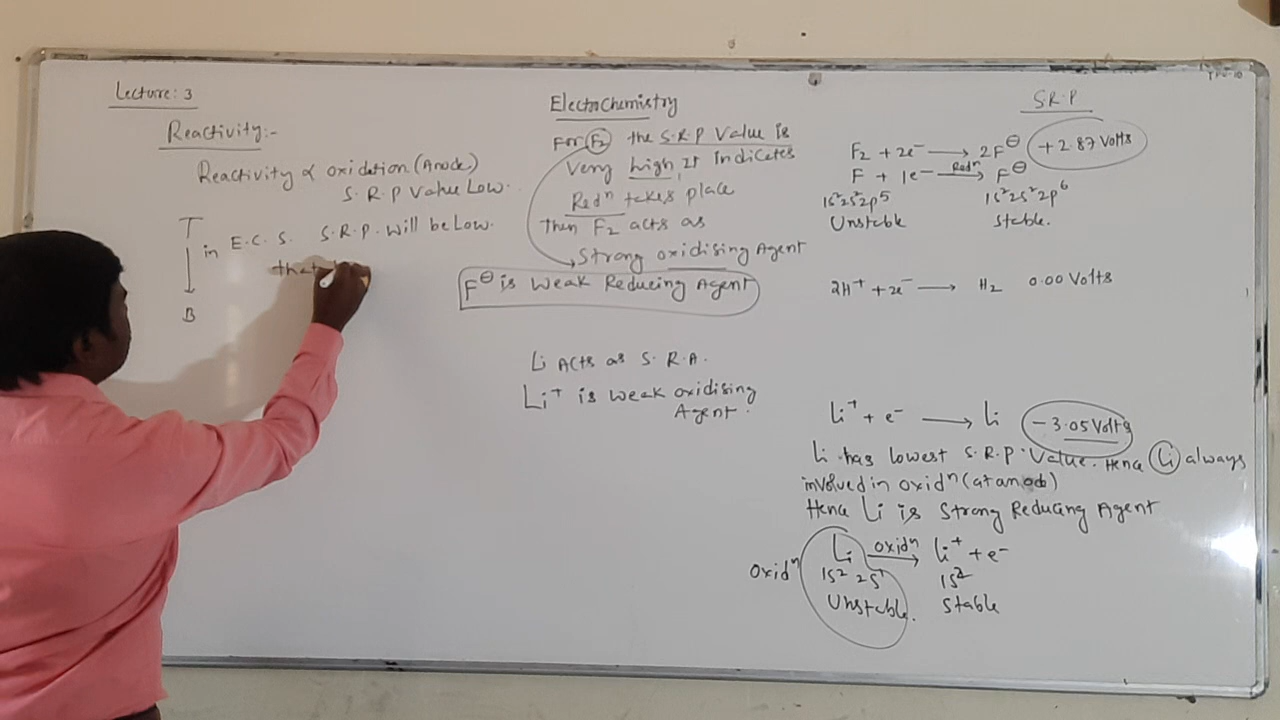 Lecture: 3
Reactivity:-
Reactivity ∝ oxidation (Anode)
S.R.P Value Low.
T
in E.C.S. S.R.P. Will be Low.
that
B
Electrochemistry
For F2 the S.R.P Value is
Very high, It indicates
Redⁿ takes place
then F2 acts as
Strong oxidising Agent
F⊖ is Weak Reducing Agent
Li Acts as S.R.A.
Li⁺ is weak oxidising
Agent.
S.R.P
F2 + 2e⁻ ⟶ 2F⊖ +2.87 Volts
F + 1e⁻ Redⁿ⟶ F⊖
1s²2s²2p⁵ 1s²2s²2p⁶
Unstable Stable.
2H⁺ + 2e⁻ ⟶ H2 0.00 Volts
Li⁺ + e⁻ ⟶ Li −3.05 Volts
Li has lowest S.R.P. Value. Hence Li always
involved in oxidⁿ (at anode)
Hence Li is Strong Reducing Agent
Oxidⁿ Li oxidⁿ⟶ Li⁺ + e⁻
1s² 2s¹ 1s²
Unstable. Stable